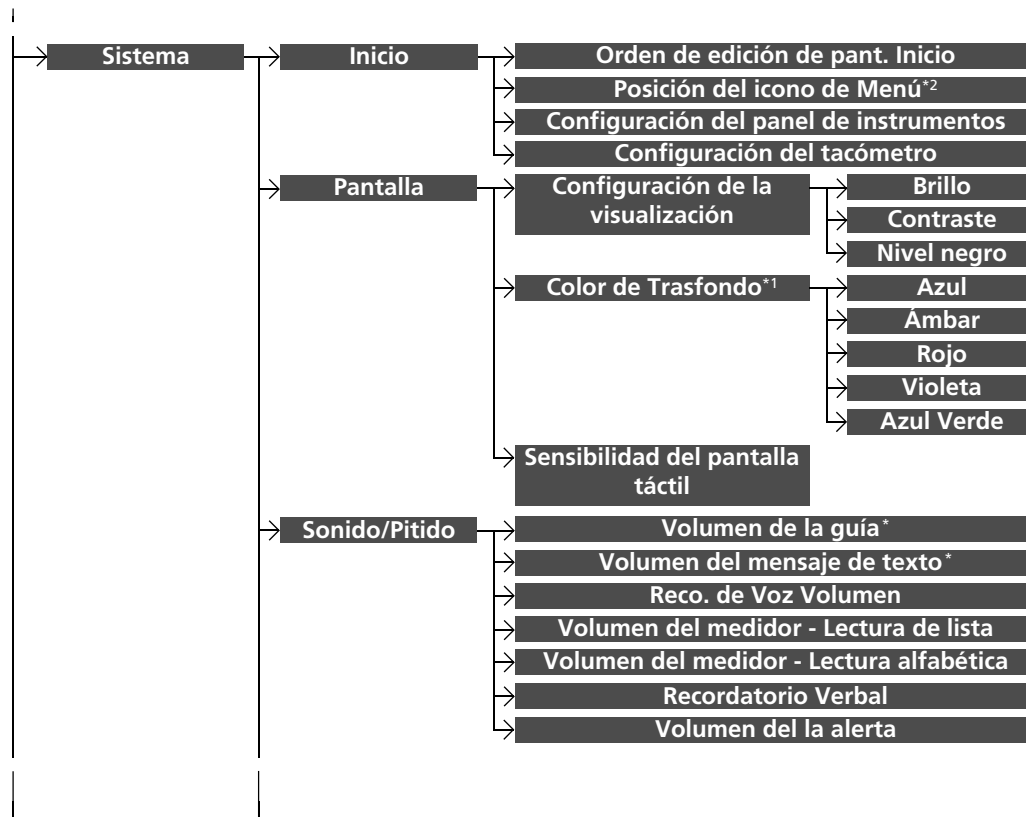 Sistema
Inicio
Orden de edición de pant. Inicio
Posición del icono de Menú*2
Configuración del panel de instrumentos
Configuración del tacómetro
Pantalla
Configuración de la
visualización
Brillo
Contraste
Nivel negro
Color de Trasfondo*1
Azul
Ámbar
Rojo
Violeta
Azul Verde
Sensibilidad del pantalla
táctil
Sonido/Pitido
Volumen de la guía*
Volumen del mensaje de texto*
Reco. de Voz Volumen
Volumen del medidor - Lectura de lista
Volumen del medidor - Lectura alfabética
Recordatorio Verbal
Volumen del la alerta